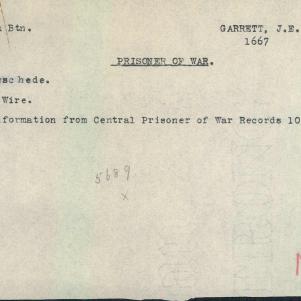 Btn. GARRETT, J.E.
1667
PRISONER OF WAR.
schede.
Wire.
formation from Central Prisoner of War Records 10
5689
x